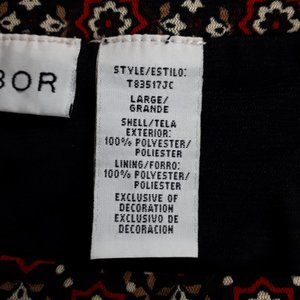 BOR
STYLE/ESTILO:
T83517JC
LARGE/
GRANDE
SHELL/TELA
EXTERIOR:
100% POLYESTER/
POLIESTER
LINING/FORRO:
100% POLYESTER/
POLIESTER
EXCLUSIVE OF
DECORATION
EXCLUSIVO DE
DECORACION